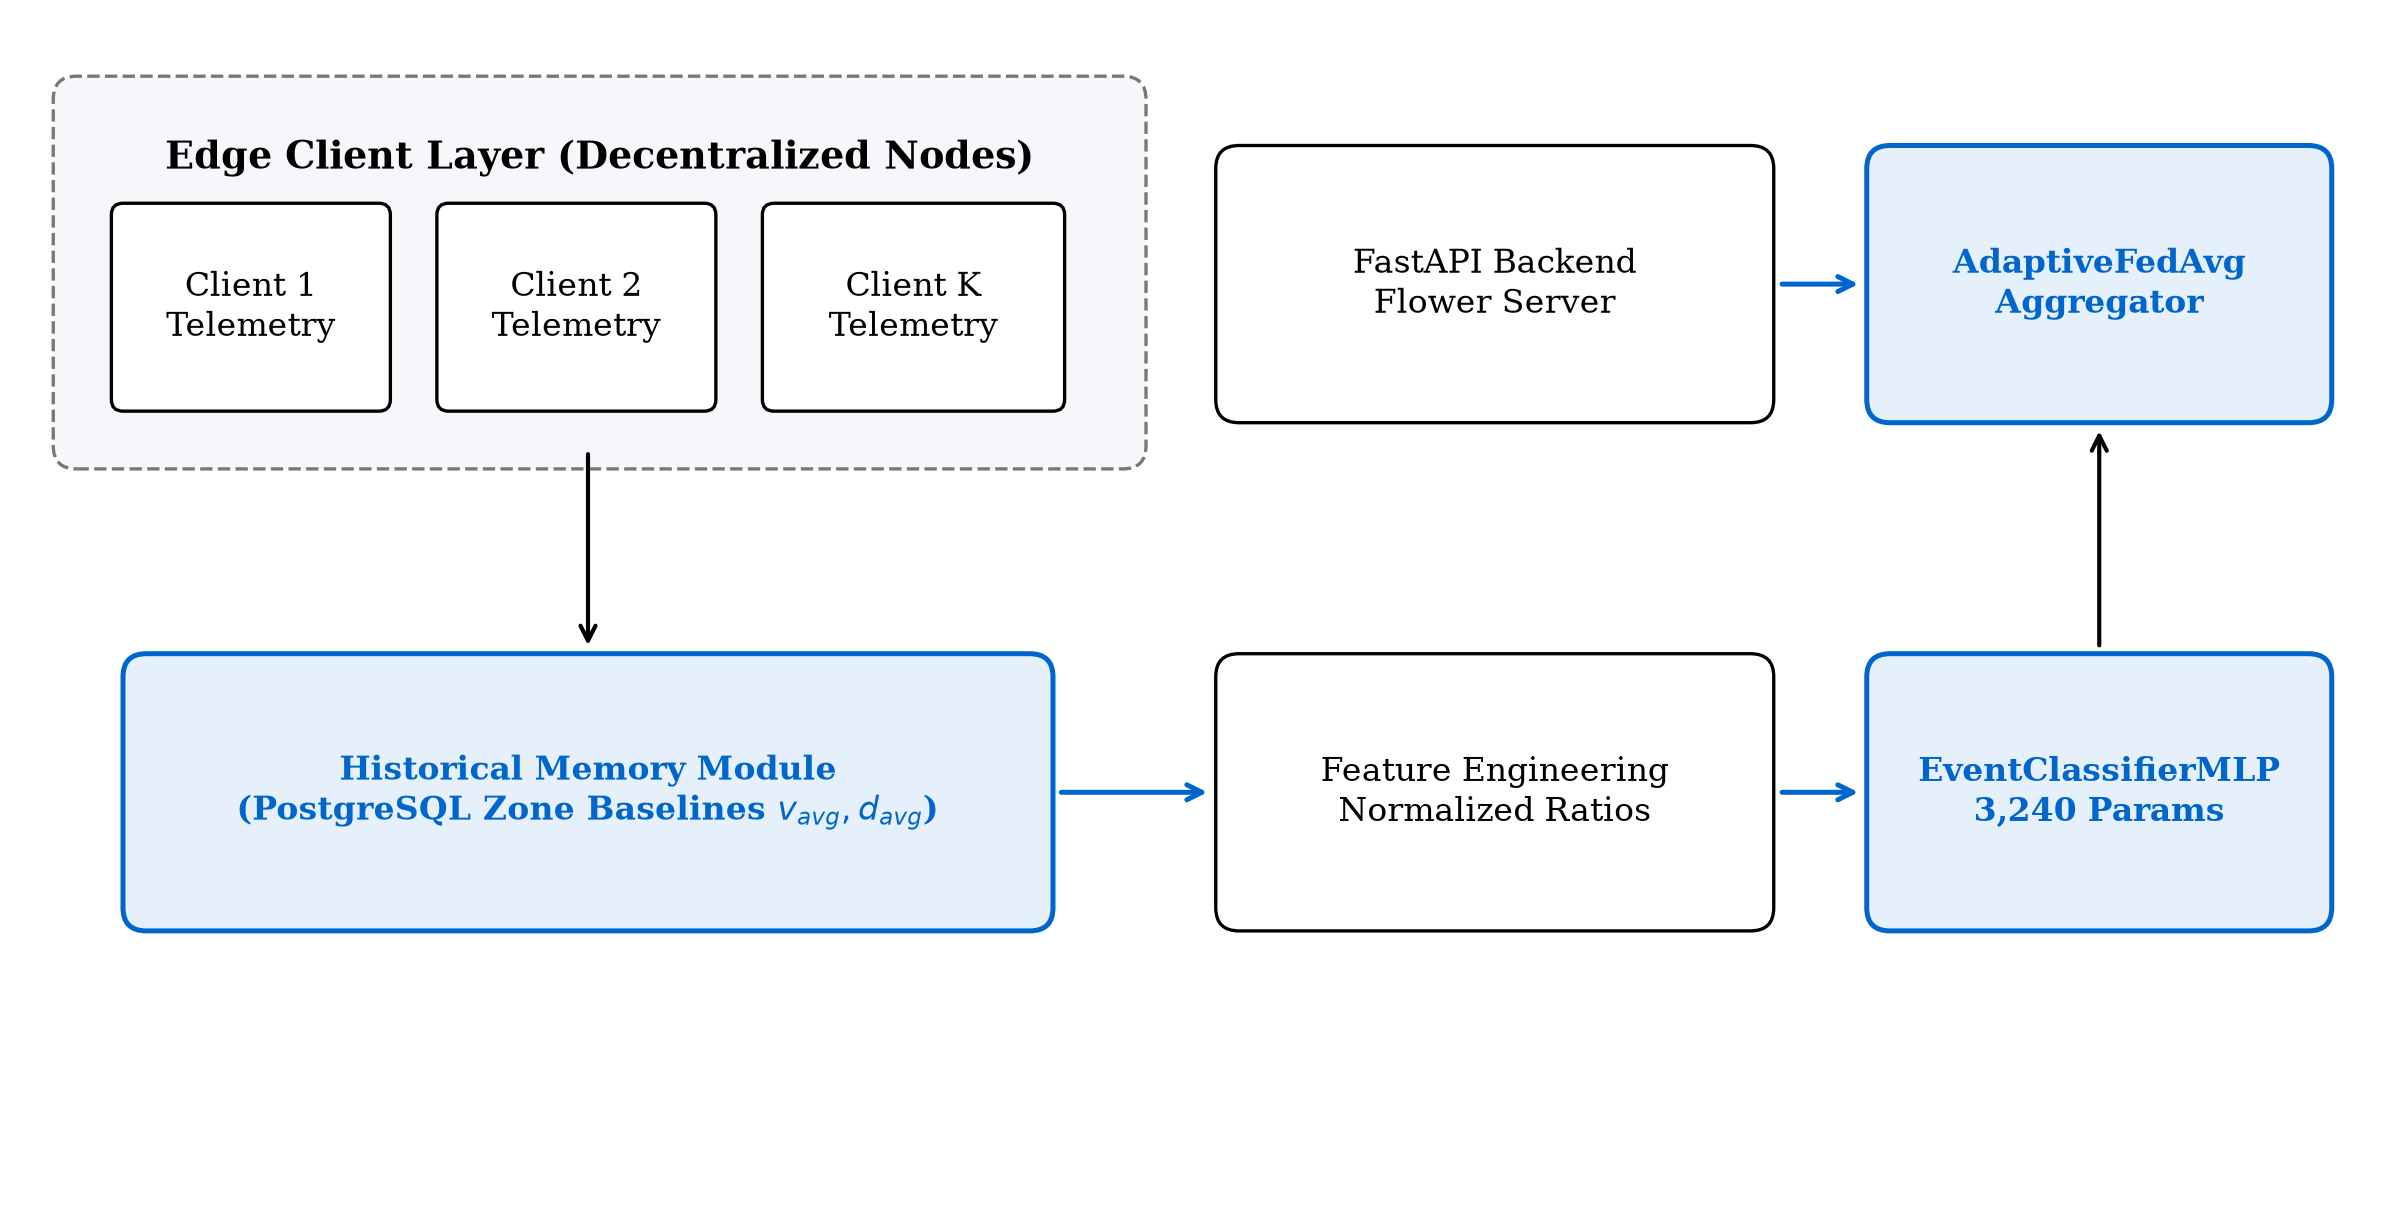 Edge Client Layer (Decentralized Nodes)
Client 1
Telemetry
Client 2
Telemetry
Client K
Telemetry
FastAPI Backend
Flower Server
AdaptiveFedAvg
Aggregator
Historical Memory Module
(PostgreSQL Zone Baselines v_avg, d_avg)
Feature Engineering
Normalized Ratios
EventClassifierMLP
3,240 Params